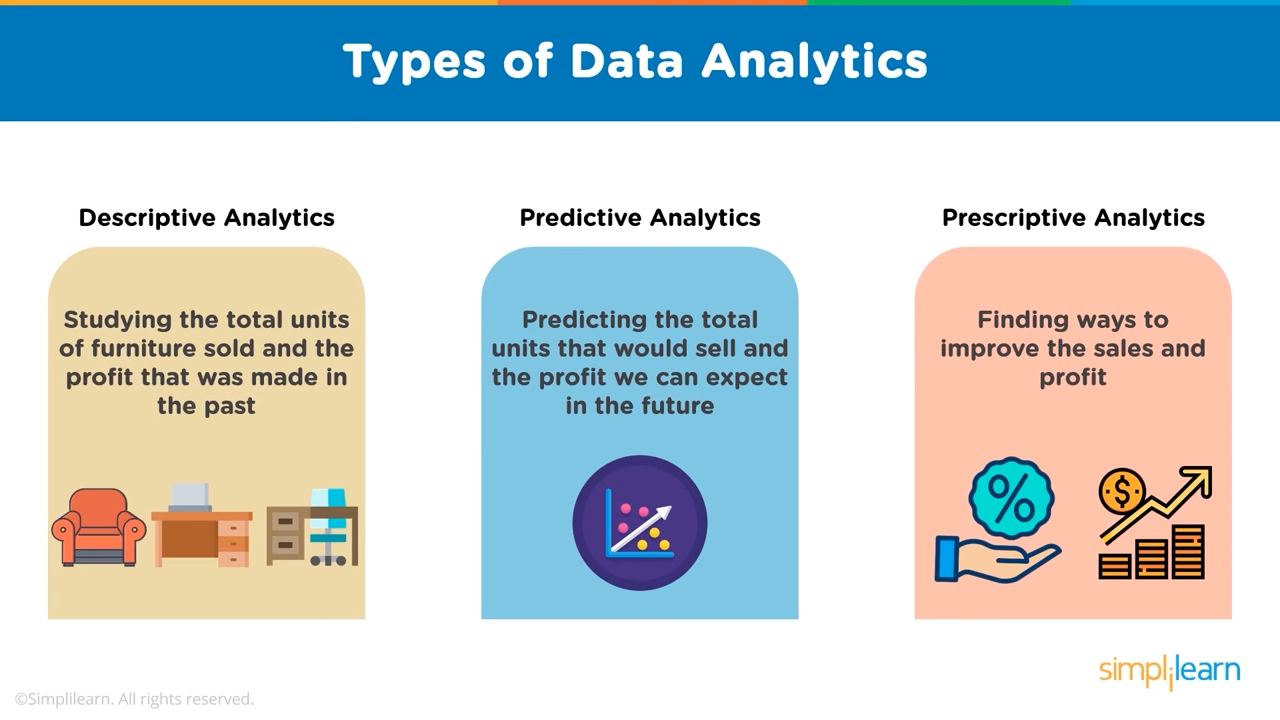 Types of Data Analytics
Descriptive Analytics
Studying the total units
of furniture sold and the
profit that was made in
the past
Predictive Analytics
Predicting the total
units that would sell and
the profit we can expect
in the future
Prescriptive Analytics
Finding ways to
improve the sales and
profit
%
$
simplilearn
©Simplilearn. All rights reserved.